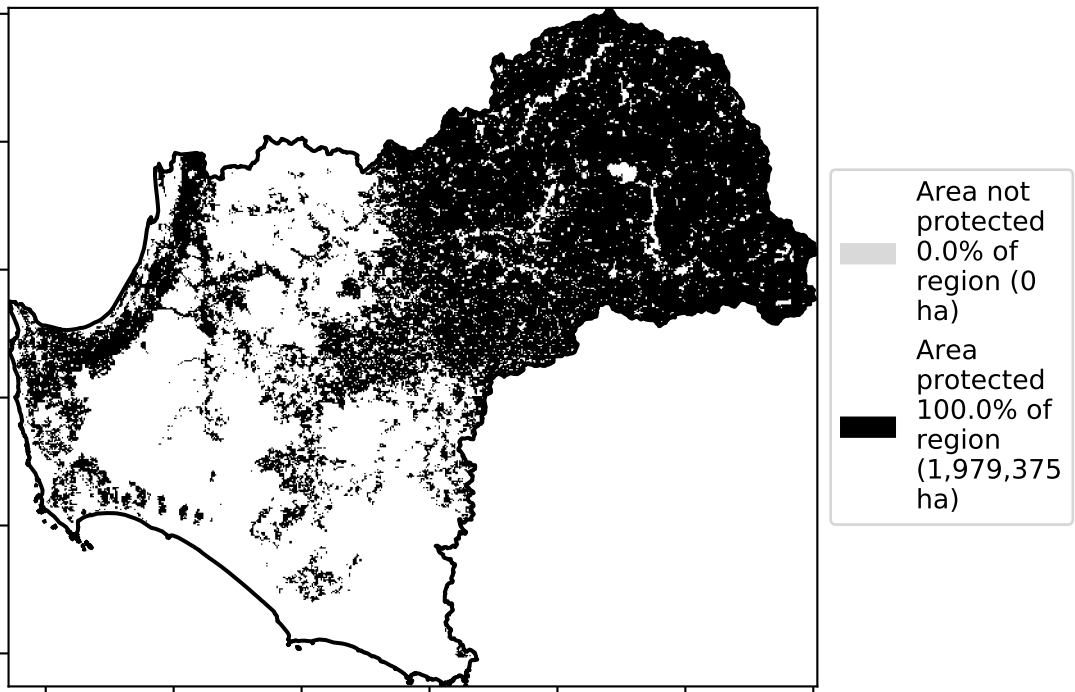 Area not
protected
0.0% of
region (0
ha)
Area
protected
100.0% of
region
(1,979,375
ha)